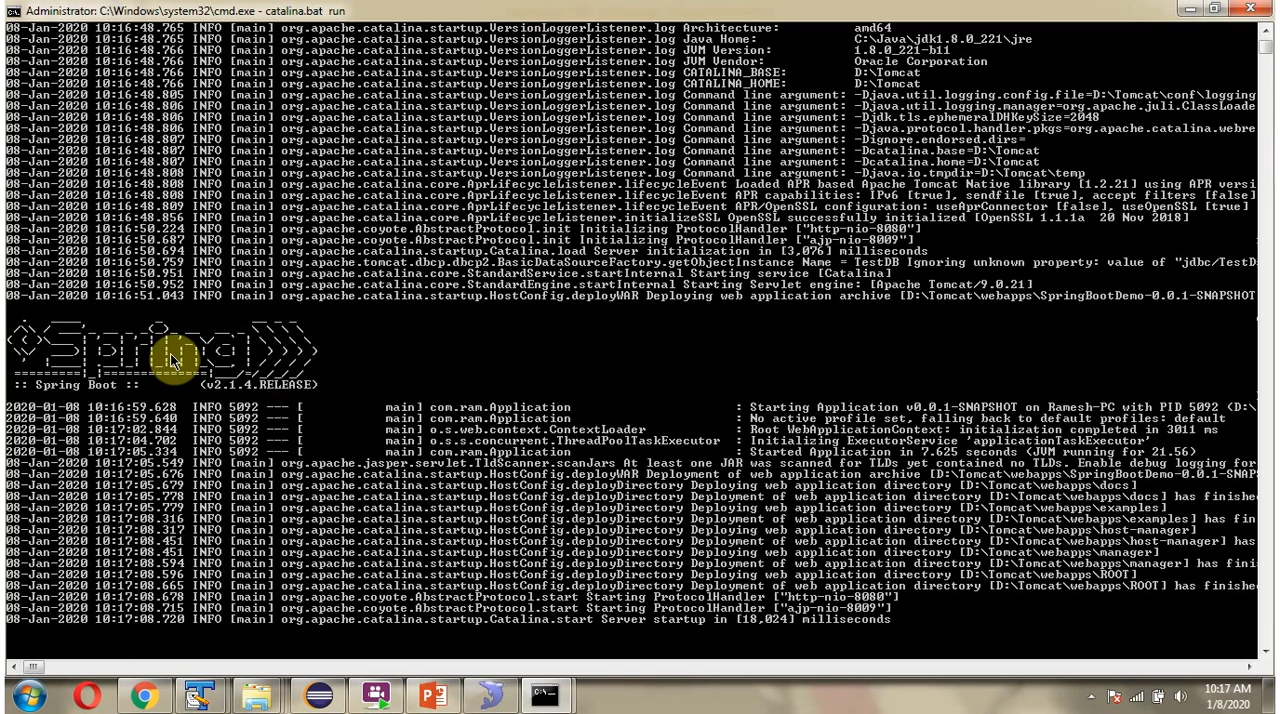 Administrator: C:\Windows\system32\cmd.exe - catalina.bat  run
08-Jan-2020 10:16:48.765 INFO [main] org.apache.catalina.startup.VersionLoggerListener.log Architecture:          amd64
08-Jan-2020 10:16:48.765 INFO [main] org.apache.catalina.startup.VersionLoggerListener.log Java Home:             C:\Java\jdk1.8.0_221\jre
08-Jan-2020 10:16:48.766 INFO [main] org.apache.catalina.startup.VersionLoggerListener.log JVM Version:           1.8.0_221-b11
08-Jan-2020 10:16:48.766 INFO [main] org.apache.catalina.startup.VersionLoggerListener.log JVM Vendor:            Oracle Corporation
08-Jan-2020 10:16:48.766 INFO [main] org.apache.catalina.startup.VersionLoggerListener.log CATALINA_BASE:         D:\Tomcat
08-Jan-2020 10:16:48.766 INFO [main] org.apache.catalina.startup.VersionLoggerListener.log CATALINA_HOME:         D:\Tomcat
08-Jan-2020 10:16:48.805 INFO [main] org.apache.catalina.startup.VersionLoggerListener.log Command line argument: -Djava.util.logging.config.file=D:\Tomcat\conf\logging
08-Jan-2020 10:16:48.806 INFO [main] org.apache.catalina.startup.VersionLoggerListener.log Command line argument: -Djava.util.logging.manager=org.apache.juli.ClassLoade
08-Jan-2020 10:16:48.806 INFO [main] org.apache.catalina.startup.VersionLoggerListener.log Command line argument: -Djdk.tls.ephemeralDHKeySize=2048
08-Jan-2020 10:16:48.807 INFO [main] org.apache.catalina.startup.VersionLoggerListener.log Command line argument: -Djava.protocol.handler.pkgs=org.apache.catalina.webre
08-Jan-2020 10:16:48.807 INFO [main] org.apache.catalina.startup.VersionLoggerListener.log Command line argument: -Dignore.endorsed.dirs=
08-Jan-2020 10:16:48.807 INFO [main] org.apache.catalina.startup.VersionLoggerListener.log Command line argument: -Dcatalina.base=D:\Tomcat
08-Jan-2020 10:16:48.807 INFO [main] org.apache.catalina.startup.VersionLoggerListener.log Command line argument: -Dcatalina.home=D:\Tomcat
08-Jan-2020 10:16:48.808 INFO [main] org.apache.catalina.startup.VersionLoggerListener.log Command line argument: -Djava.io.tmpdir=D:\Tomcat\temp
08-Jan-2020 10:16:48.808 INFO [main] org.apache.catalina.core.AprLifecycleListener.lifecycleEvent Loaded APR based Apache Tomcat Native library [1.2.21] using APR versi
08-Jan-2020 10:16:48.808 INFO [main] org.apache.catalina.core.AprLifecycleListener.lifecycleEvent APR capabilities: IPv6 [true], sendfile [true], accept filters [false]
08-Jan-2020 10:16:48.809 INFO [main] org.apache.catalina.core.AprLifecycleListener.lifecycleEvent APR/OpenSSL configuration: useAprConnector [false], useOpenSSL [true]
08-Jan-2020 10:16:48.856 INFO [main] org.apache.catalina.core.AprLifecycleListener.initializeSSL OpenSSL successfully initialized [OpenSSL 1.1.1a  20 Nov 2018]
08-Jan-2020 10:16:50.224 INFO [main] org.apache.coyote.AbstractProtocol.init Initializing ProtocolHandler ["http-nio-8080"]
08-Jan-2020 10:16:50.687 INFO [main] org.apache.coyote.AbstractProtocol.init Initializing ProtocolHandler ["ajp-nio-8009"]
08-Jan-2020 10:16:50.694 INFO [main] org.apache.catalina.startup.Catalina.load Server initialization in [3,076] milliseconds
08-Jan-2020 10:16:50.759 INFO [main] org.apache.tomcat.dbcp.dbcp2.BasicDataSourceFactory.getObjectInstance Name = TestDB Ignoring unknown property: value of "jdbc/TestD
08-Jan-2020 10:16:50.951 INFO [main] org.apache.catalina.core.StandardService.startInternal Starting service [Catalina]
08-Jan-2020 10:16:50.952 INFO [main] org.apache.catalina.core.StandardEngine.startInternal Starting Servlet engine: [Apache Tomcat/9.0.21]
08-Jan-2020 10:16:51.043 INFO [main] org.apache.catalina.startup.HostConfig.deployWAR Deploying web application archive [D:\Tomcat\webapps\SpringBootDemo-0.0.1-SNAPSHOT
Spring
:: Spring Boot ::        (v2.1.4.RELEASE)
2020-01-08 10:16:59.628  INFO 5092 --- [           main] com.ram.Application                      : Starting Application v0.0.1-SNAPSHOT on Ramesh-PC with PID 5092 (D:\
2020-01-08 10:16:59.640  INFO 5092 --- [           main] com.ram.Application                      : No active profile set, falling back to default profiles: default
2020-01-08 10:17:02.844  INFO 5092 --- [           main] o.s.web.context.ContextLoader            : Root WebApplicationContext: initialization completed in 3011 ms
2020-01-08 10:17:04.702  INFO 5092 --- [           main] o.s.s.concurrent.ThreadPoolTaskExecutor  : Initializing ExecutorService 'applicationTaskExecutor'
2020-01-08 10:17:05.334  INFO 5092 --- [           main] com.ram.Application                      : Started Application in 7.625 seconds (JVM running for 21.56)
08-Jan-2020 10:17:05.549 INFO [main] org.apache.jasper.servlet.TldScanner.scanJars At least one JAR was scanned for TLDs yet contained no TLDs. Enable debug logging for
08-Jan-2020 10:17:05.676 INFO [main] org.apache.catalina.startup.HostConfig.deployWAR Deployment of web application archive [D:\Tomcat\webapps\SpringBootDemo-0.0.1-SNA
08-Jan-2020 10:17:05.679 INFO [main] org.apache.catalina.startup.HostConfig.deployDirectory Deploying web application directory [D:\Tomcat\webapps\docs]
08-Jan-2020 10:17:05.778 INFO [main] org.apache.catalina.startup.HostConfig.deployDirectory Deployment of web application directory [D:\Tomcat\webapps\docs] has finishe
08-Jan-2020 10:17:05.779 INFO [main] org.apache.catalina.startup.HostConfig.deployDirectory Deploying web application directory [D:\Tomcat\webapps\examples]
08-Jan-2020 10:17:08.316 INFO [main] org.apache.catalina.startup.HostConfig.deployDirectory Deployment of web application directory [D:\Tomcat\webapps\examples] has fin
08-Jan-2020 10:17:08.317 INFO [main] org.apache.catalina.startup.HostConfig.deployDirectory Deploying web application directory [D:\Tomcat\webapps\host-manager]
08-Jan-2020 10:17:08.451 INFO [main] org.apache.catalina.startup.HostConfig.deployDirectory Deployment of web application directory [D:\Tomcat\webapps\host-manager] has
08-Jan-2020 10:17:08.451 INFO [main] org.apache.catalina.startup.HostConfig.deployDirectory Deploying web application directory [D:\Tomcat\webapps\manager]
08-Jan-2020 10:17:08.594 INFO [main] org.apache.catalina.startup.HostConfig.deployDirectory Deployment of web application directory [D:\Tomcat\webapps\manager] has fini
08-Jan-2020 10:17:08.596 INFO [main] org.apache.catalina.startup.HostConfig.deployDirectory Deploying web application directory [D:\Tomcat\webapps\ROOT]
08-Jan-2020 10:17:08.665 INFO [main] org.apache.catalina.startup.HostConfig.deployDirectory Deployment of web application directory [D:\Tomcat\webapps\ROOT] has finishe
08-Jan-2020 10:17:08.678 INFO [main] org.apache.coyote.AbstractProtocol.start Starting ProtocolHandler ["http-nio-8080"]
08-Jan-2020 10:17:08.715 INFO [main] org.apache.coyote.AbstractProtocol.start Starting ProtocolHandler ["ajp-nio-8009"]
08-Jan-2020 10:17:08.720 INFO [main] org.apache.catalina.startup.Catalina.start Server startup in [18,024] milliseconds
10:17 AM
1/8/2020